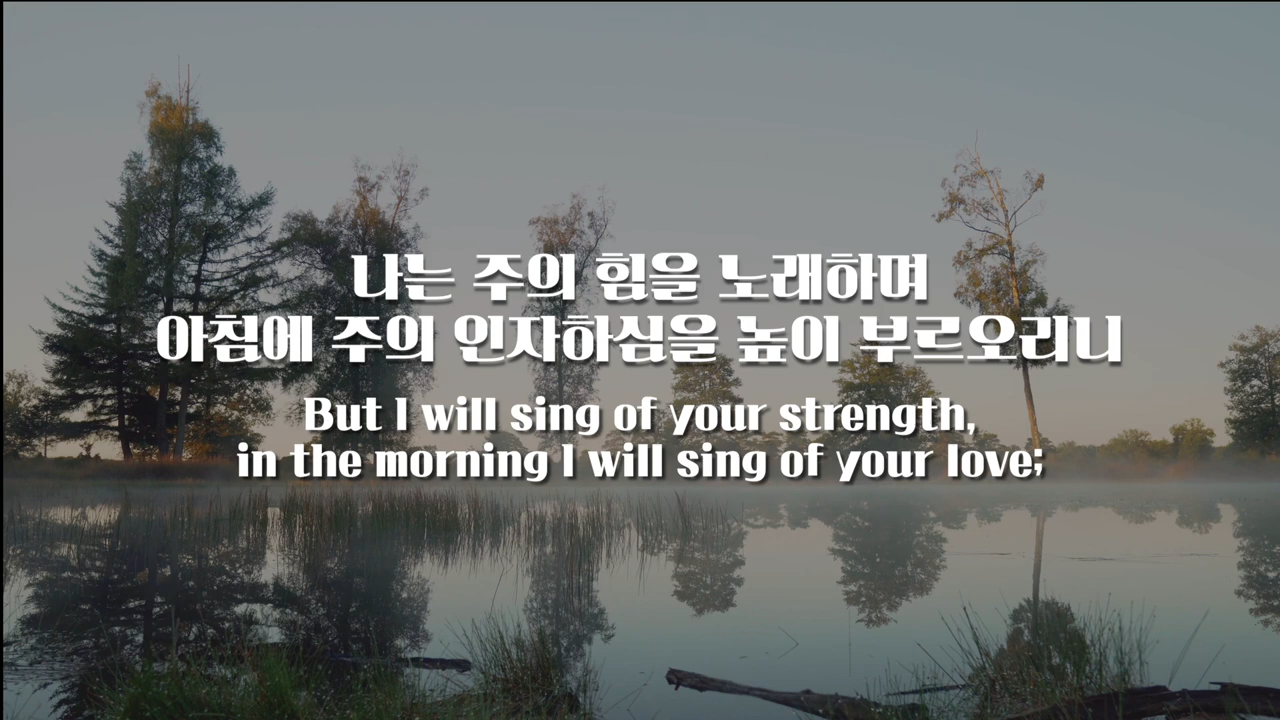 나는 주의 힘을 노래하며
아침에 주의 인자하심을 높이 부르오리니
But I will sing of your strength,
in the morning I will sing of your love;